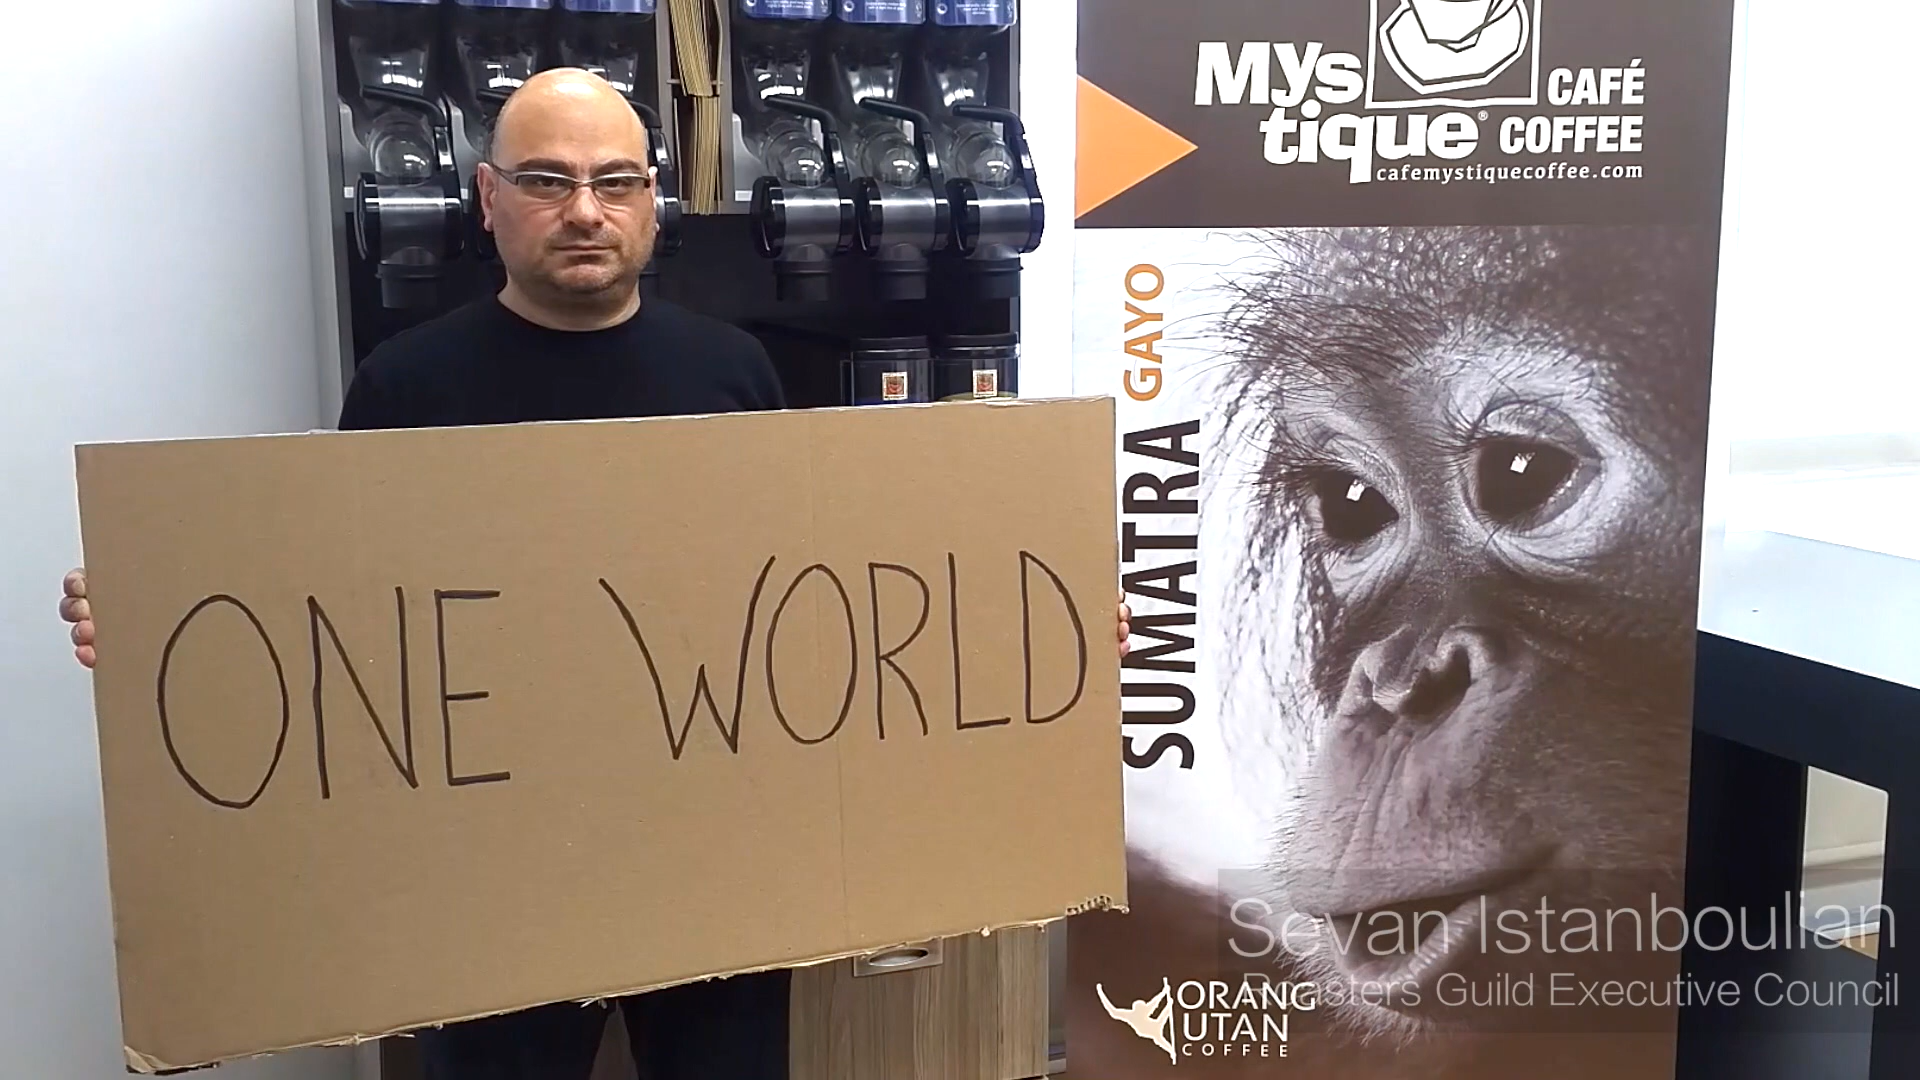 Mys
tique® CAFÉ
COFFEE
cafemystiquecoffee.com
SUMATRA GAYO
ONE WORLD
Sevan Istanboulian
Roasters Guild Executive Council
ORANG
UTAN
COFFEE